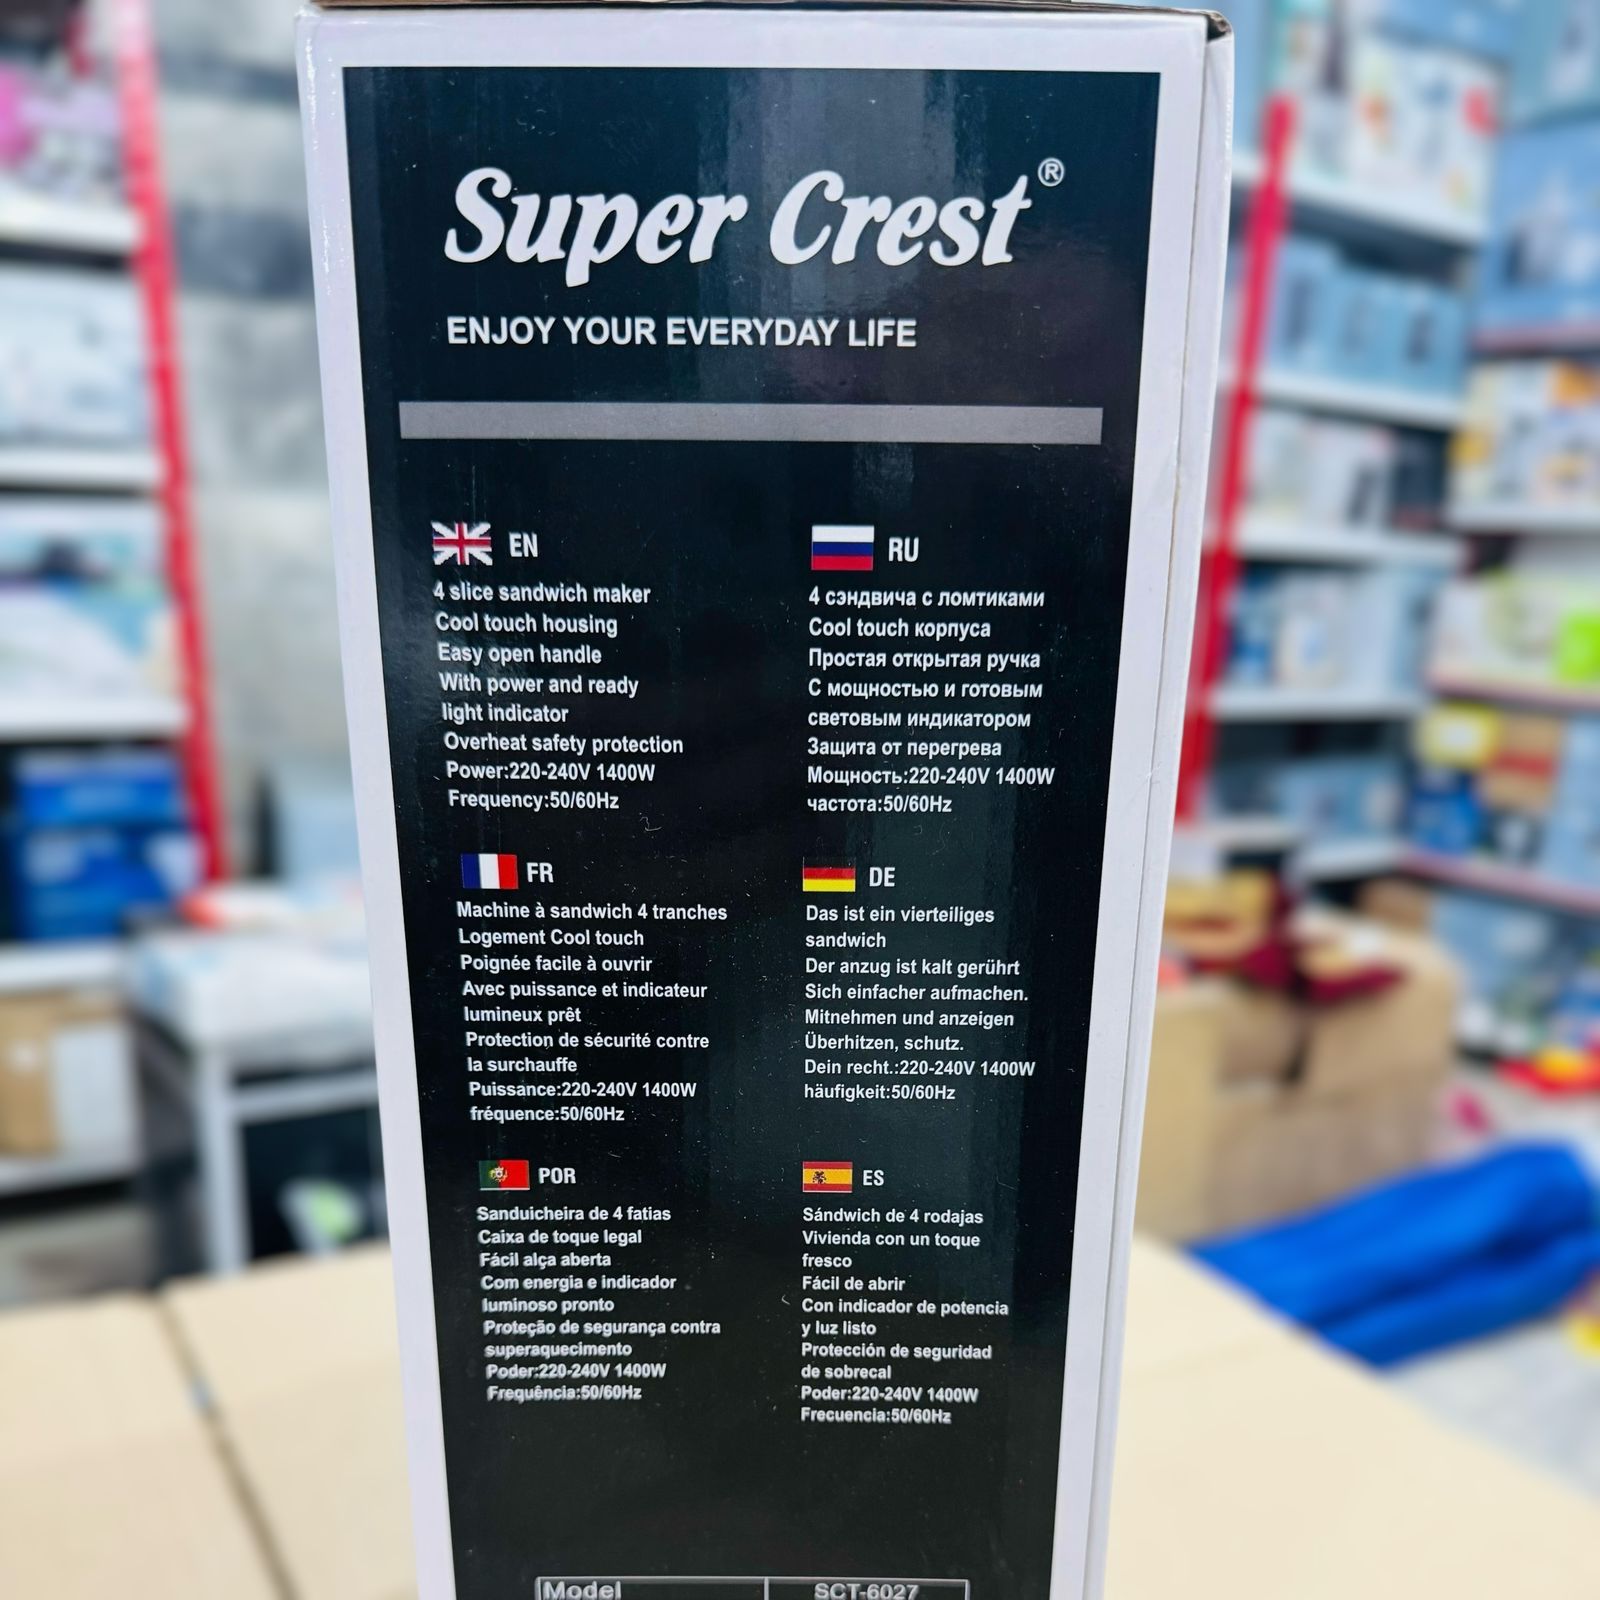 Super Crest®
ENJOY YOUR EVERYDAY LIFE
EN
4 slice sandwich maker
Cool touch housing
Easy open handle
With power and ready
light indicator
Overheat safety protection
Power:220-240V 1400W
Frequency:50/60Hz
RU
4 сэндвича с ломтиками
Cool touch корпуса
Простая открытая ручка
С мощностью и готовым
световым индикатором
Защита от перегрева
Мощность:220-240V 1400W
частота:50/60Hz
FR
Machine à sandwich 4 tranches
Logement Cool touch
Poignée facile à ouvrir
Avec puissance et indicateur
lumineux prêt
Protection de sécurité contre
la surchauffe
Puissance:220-240V 1400W
fréquence:50/60Hz
DE
Das ist ein vierteiliges
sandwich
Der anzug ist kalt gerührt
Sich einfacher aufmachen.
Mitnehmen und anzeigen
Überhitzen, schutz.
Dein recht.:220-240V 1400W
häufigkeit:50/60Hz
POR
Sanduicheira de 4 fatias
Caixa de toque legal
Fácil alça aberta
Com energia e indicador
luminoso pronto
Proteção de segurança contra
superaquecimento
Poder:220-240V 1400W
Frequência:50/60Hz
ES
Sándwich de 4 rodajas
Vivienda con un toque
fresco
Fácil de abrir
Con indicador de potencia
y luz listo
Protección de seguridad
de sobrecal
Poder:220-240V 1400W
Frecuencia:50/60Hz
Model SCT-6027